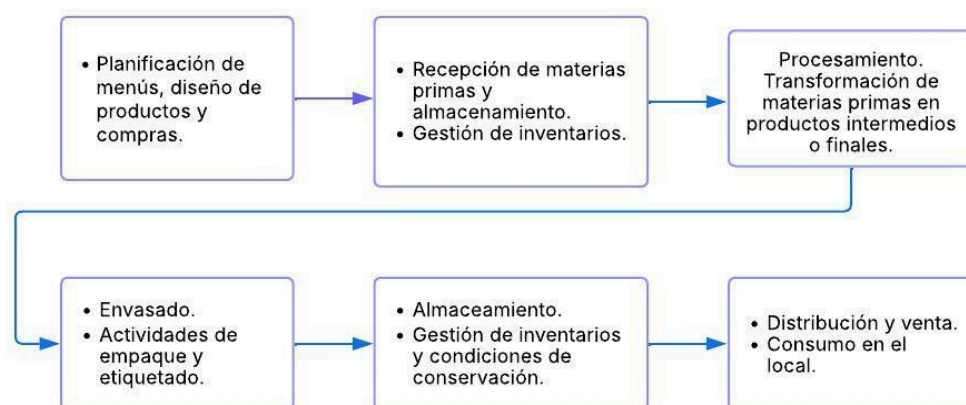 • Planificación de
menús, diseño de
productos y
compras.
• Recepción de materias
primas y
almacenamiento.
• Gestión de inventarios.
Procesamiento.
Transformación de
materias primas en
productos intermedios
o finales.
• Envasado.
• Actividades de
empaque y
etiquetado.
• Almaceamiento.
• Gestión de inventarios
y condiciones de
conservación.
• Distribución y venta.
• Consumo en el
local.